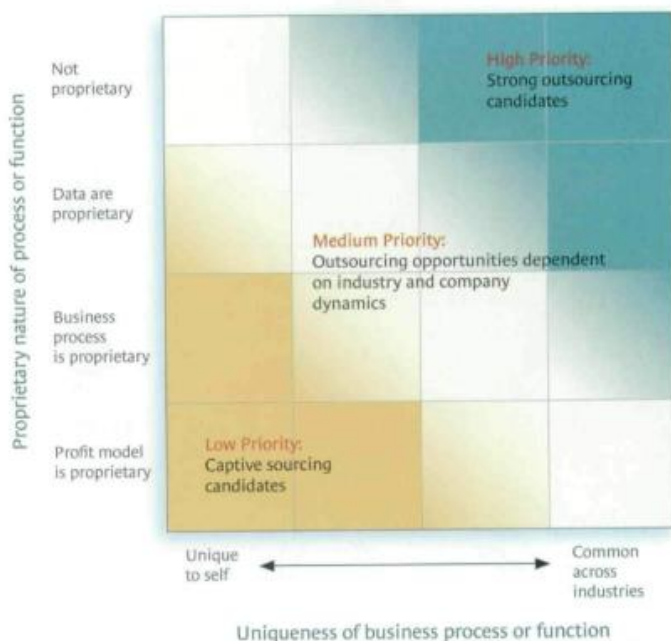 Proprietary nature of process or function
Not
proprietary
Data are
proprietary
Business
process
is proprietary
Profit model
is proprietary
High Priority:
Strong outsourcing
candidates
Medium Priority:
Outsourcing opportunities dependent
on industry and company
dynamics
Low Priority:
Captive sourcing
candidates
Unique
to self
Common
across
industries
Uniqueness of business process or function